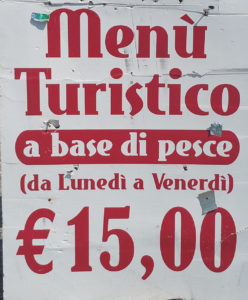 Menù
Turistico
a base di pesce
(da Lunedì a Venerdì)
€ 15,00